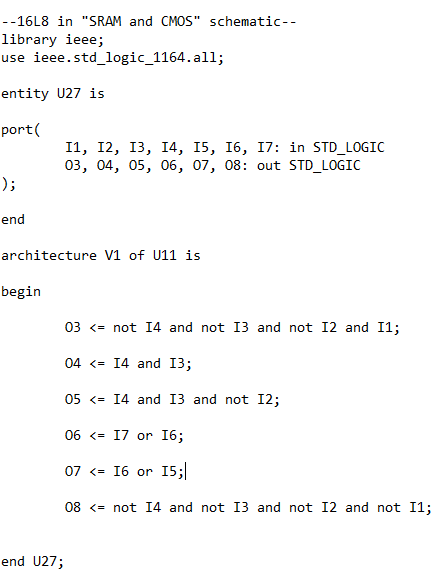 --16L8 in "SRAM and CMOS" schematic--
library ieee;
use ieee.std_logic_1164.all;
entity U27 is
port(
I1, I2, I3, I4, I5, I6, I7: in STD_LOGIC
O3, O4, O5, O6, O7, O8: out STD_LOGIC
);
end
architecture V1 of U11 is
begin
O3 <= not I4 and not I3 and not I2 and I1;
O4 <= I4 and I3;
O5 <= I4 and I3 and not I2;
O6 <= I7 or I6;
O7 <= I6 or I5;
O8 <= not I4 and not I3 and not I2 and not I1;
end U27;